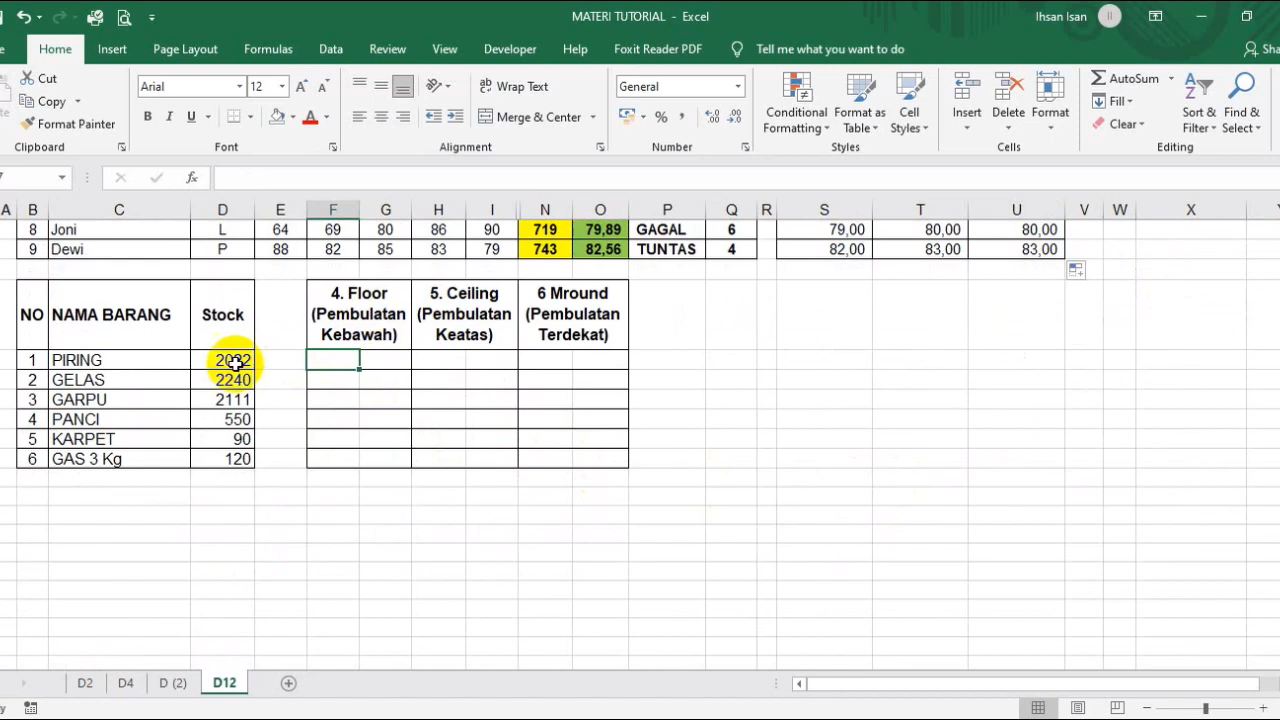 MATERI TUTORIAL - Excel
Ihsan Isan
II
Home Insert Page Layout Formulas Data Review View Developer Help Foxit Reader PDF Tell me what you want to do
Cut
Copy
Format Painter
Clipboard
Arial 12
B I U
Font
Wrap Text
Merge & Center
Alignment
General
Number
Conditional Formatting
Format as Table
Cell Styles
Styles
Insert
Delete
Format
Cells
AutoSum
Fill
Clear
Sort & Filter
Find & Select
Editing
fx
A B C D E F G H I N O P Q R S T U V W X
8 Joni L 64 69 80 86 90 719 79,89 GAGAL 6 79,00 80,00 80,00
9 Dewi P 88 82 85 83 79 743 82,56 TUNTAS 4 82,00 83,00 83,00
NO NAMA BARANG Stock
4. Floor (Pembulatan Kebawah)
5. Ceiling (Pembulatan Keatas)
6 Mround (Pembulatan Terdekat)
1 PIRING
2 GELAS 2240
3 GARPU 2111
4 PANCI 550
5 KARPET 90
6 GAS 3 Kg 120
D2 D4 D (2) D12